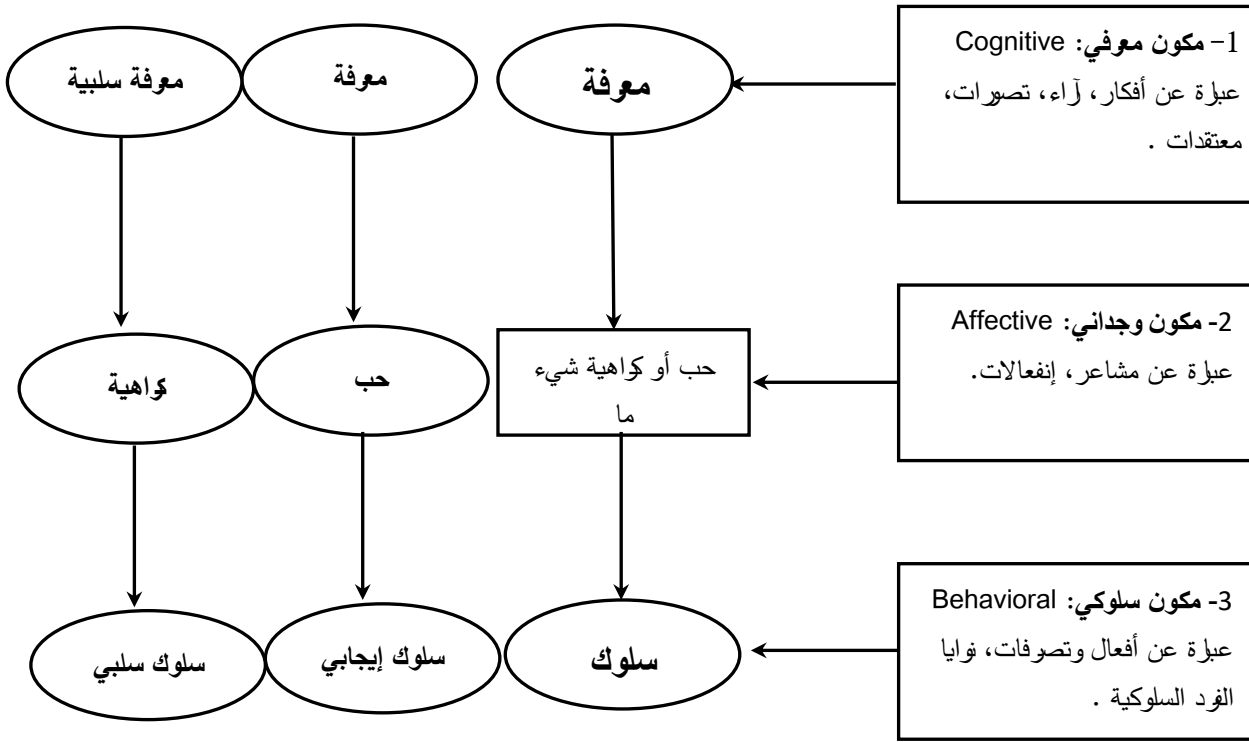 1- مكون معرفي: Cognitive
عبارة عن أفكار، آراء، تصورات،
معتقدات .
معرفة
معرفة
معرفة سلبية
2- مكون وجداني: Affective
عبارة عن مشاعر، إنفعالات.
حب أو كراهية شيء
ما
حب
كراهية
3- مكون سلوكي: Behavioral
عبارة عن أفعال وتصرفات، نوايا
الفرد السلوكية .
سلوك
سلوك إيجابي
سلوك سلبي